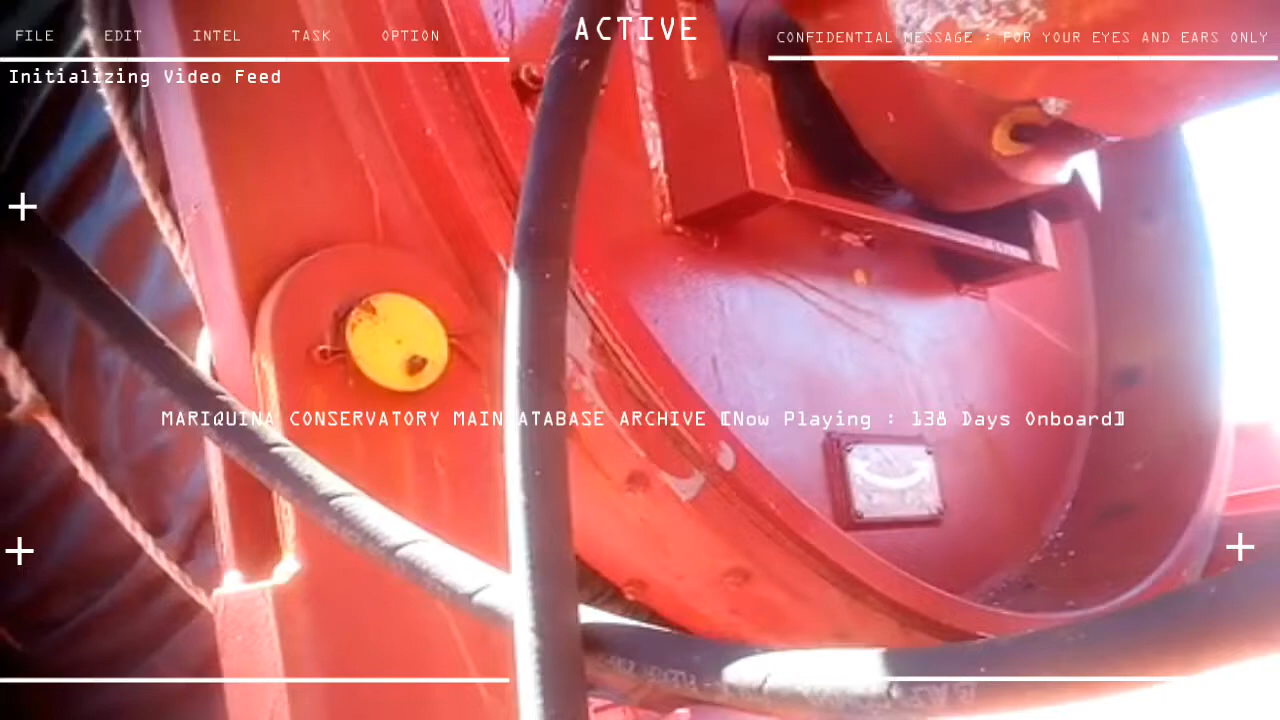 FILE EDIT INTEL TASK OPTION
ACTIVE
CONFIDENTIAL MESSAGE : FOR YOUR EYES AND EARS ONLY
Initializing Video Feed
MARIQUINA CONSERVATORY MAIN ATABASE ARCHIVE [Now Playing : 138 Days Onboard]